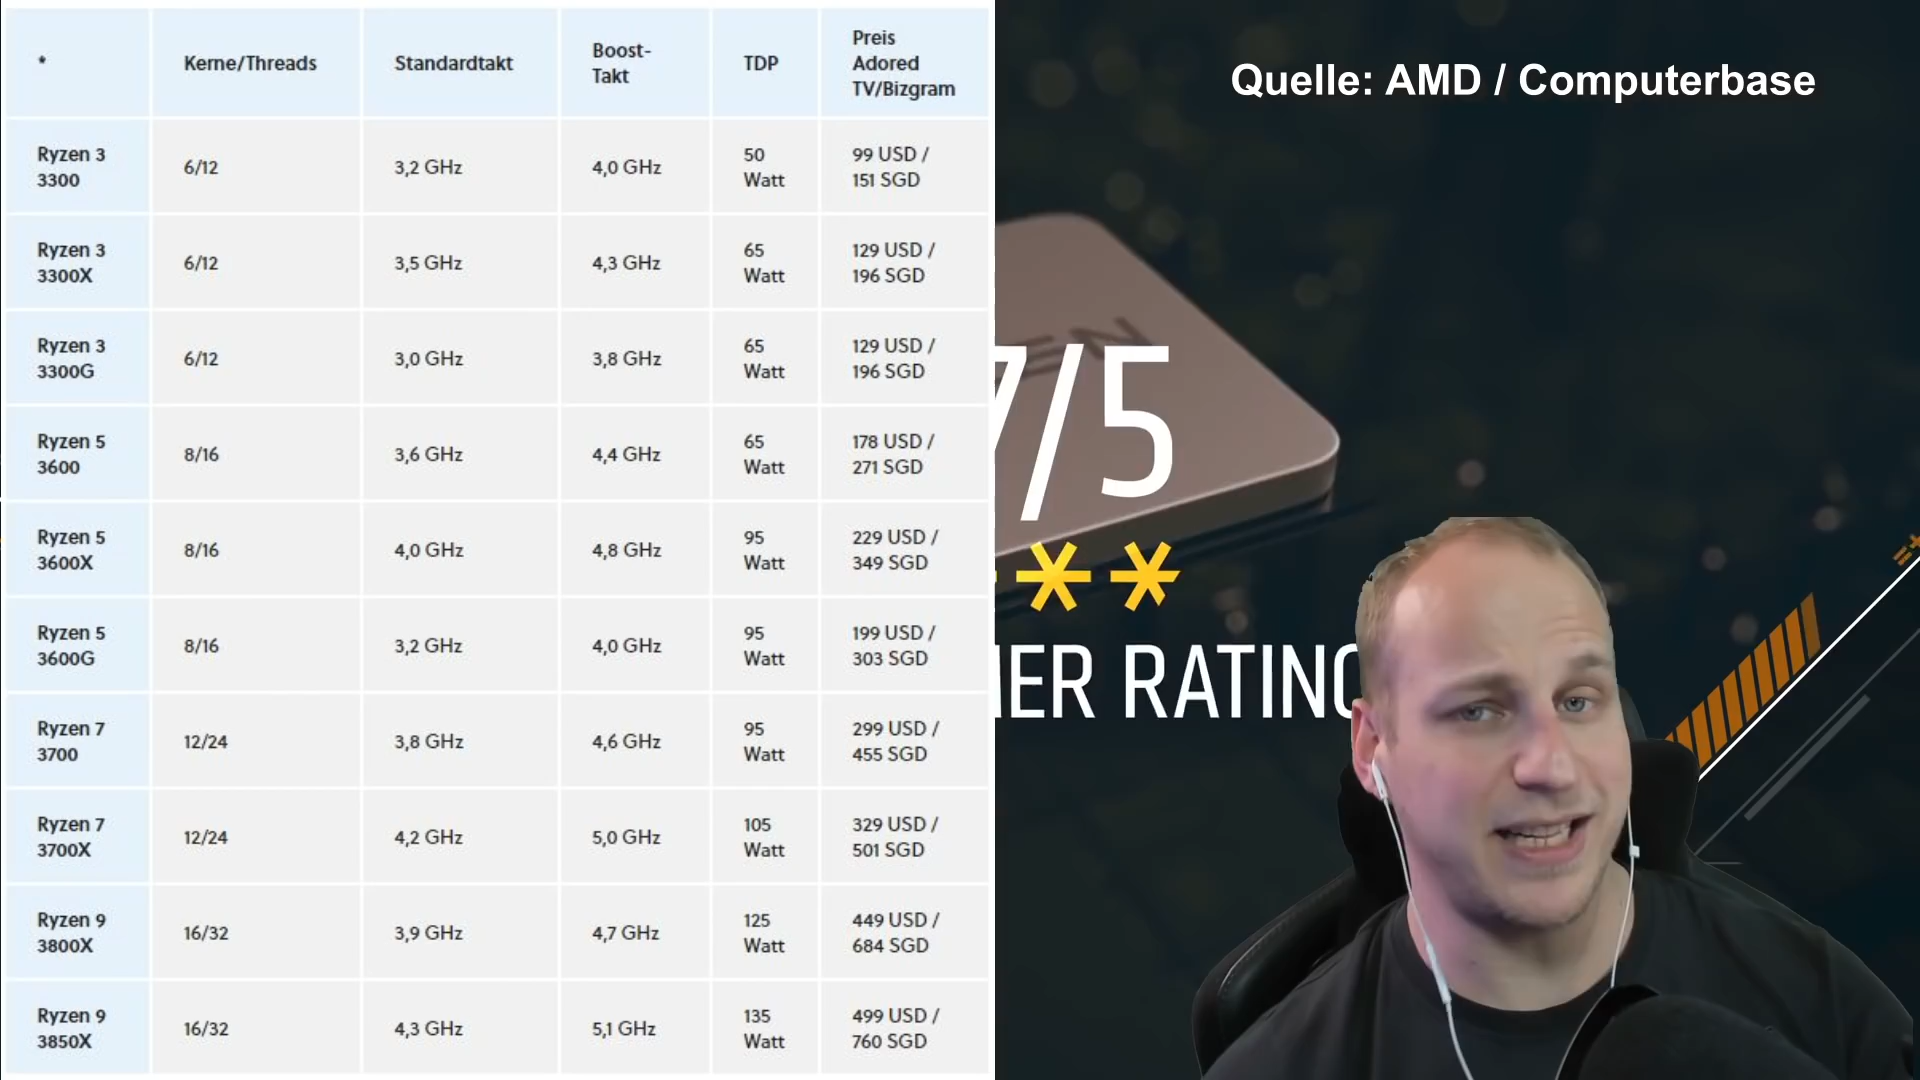 * Kerne/Threads Standardtakt Boost-Takt TDP Preis Adored TV/Bizgram
Ryzen 3 3300 6/12 3,2 GHz 4,0 GHz 50 Watt 99 USD / 151 SGD
Ryzen 3 3300X 6/12 3,5 GHz 4,3 GHz 65 Watt 129 USD / 196 SGD
Ryzen 3 3300G 6/12 3,0 GHz 3,8 GHz 65 Watt 129 USD / 196 SGD
Ryzen 5 3600 8/16 3,6 GHz 4,4 GHz 65 Watt 178 USD / 271 SGD
Ryzen 5 3600X 8/16 4,0 GHz 4,8 GHz 95 Watt 229 USD / 349 SGD
Ryzen 5 3600G 8/16 3,2 GHz 4,0 GHz 95 Watt 199 USD / 303 SGD
Ryzen 7 3700 12/24 3,8 GHz 4,6 GHz 95 Watt 299 USD / 455 SGD
Ryzen 7 3700X 12/24 4,2 GHz 5,0 GHz 105 Watt 329 USD / 501 SGD
Ryzen 9 3800X 16/32 3,9 GHz 4,7 GHz 125 Watt 449 USD / 684 SGD
Ryzen 9 3850X 16/32 4,3 GHz 5,1 GHz 135 Watt 499 USD / 760 SGD
Quelle: AMD / Computerbase
7/5
**
RATING